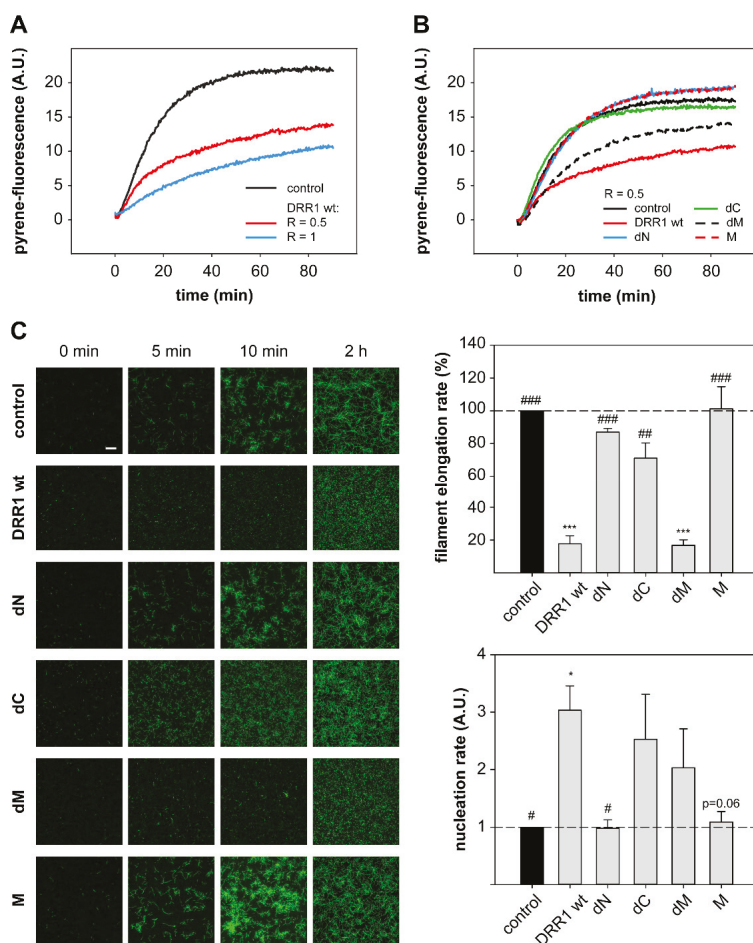 A
pyrene-fluorescence (A.U.)
20
15
10
5
0
control
DRR1 wt:
R = 0.5
R = 1
0 20 40 60 80
time (min)
B
pyrene-fluorescence (A.U.)
20
15
10
5
0
R = 0.5
control
DRR1 wt
dN
dC
dM
M
0 20 40 60 80
time (min)
C
0 min 5 min 10 min 2 h
control
DRR1 wt
dN
dC
dM
M
filament elongation rate (%)
140
120
100
80
60
40
20
###
***
###
##
***
###
control DRR1 wt dN dC dM M
nucleation rate (A.U.)
4
3
2
1
#
*
#
p=0.06
control DRR1 wt dN dC dM M